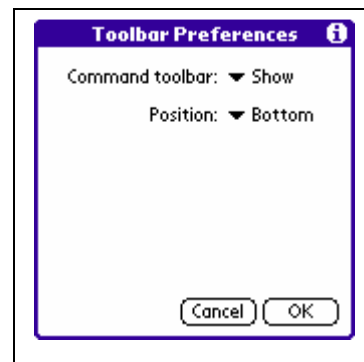 Toolbar Preferences i
Command toolbar: Show
Position: Bottom
Cancel OK